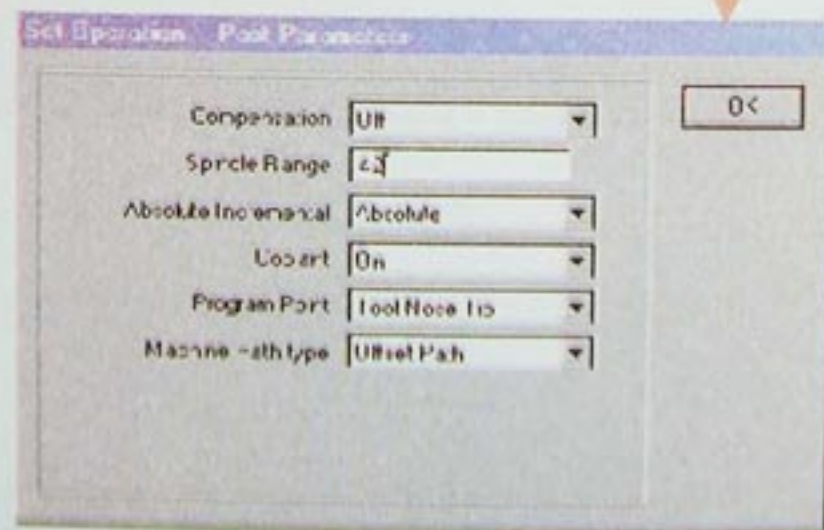 Set Operation Post Parameters
OK
Compensation Off
Spindle Range
Absolute Incremental Absolute
Coolant On
Program Point Tool Nose Tip
Machine Path type Offset Path